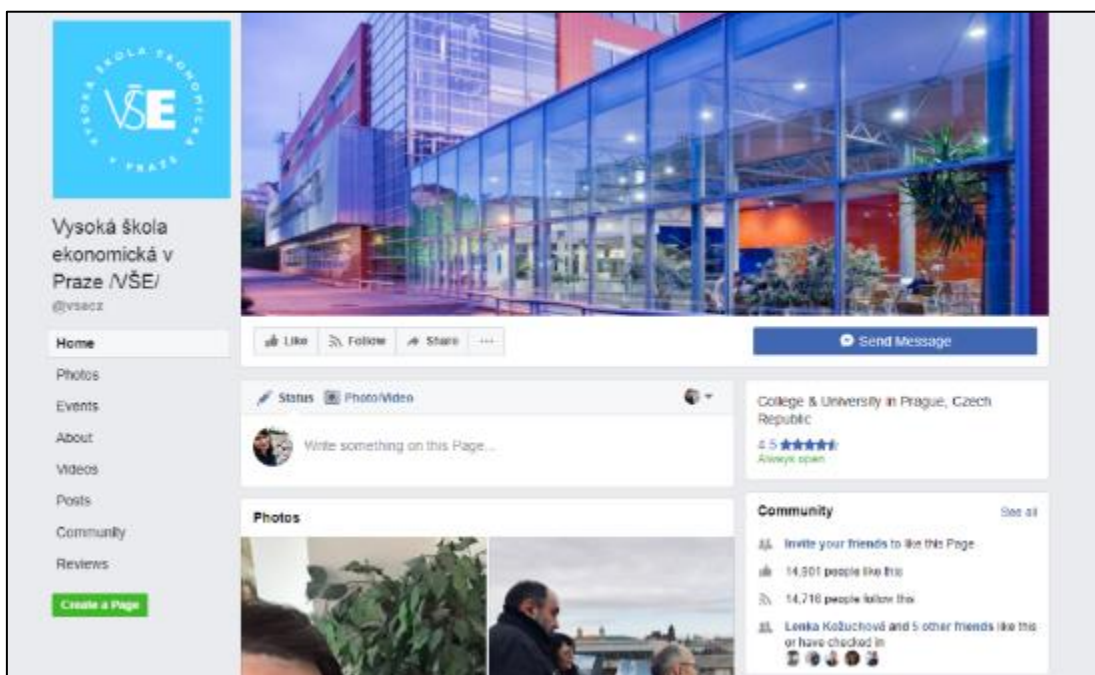 VYSOKÁ ŠKOLA EKONOMICKÁ
V PRAZE
VŠE
Vysoká škola
ekonomická v
Praze /VŠE/
@vsecz
Home
Photos
Events
About
Videos
Posts
Community
Reviews
Create a Page
Like Follow Share ...
Send Message
Status Photo/Video
Write something on this Page...
Photos
College & University in Prague, Czech
Republic
4.5 ★★★★★
Always open
Community See all
Invite your friends to like this Page
14,901 people like this
14,716 people follow this
Lenka Kožuchová and 5 other friends like this
or have checked in